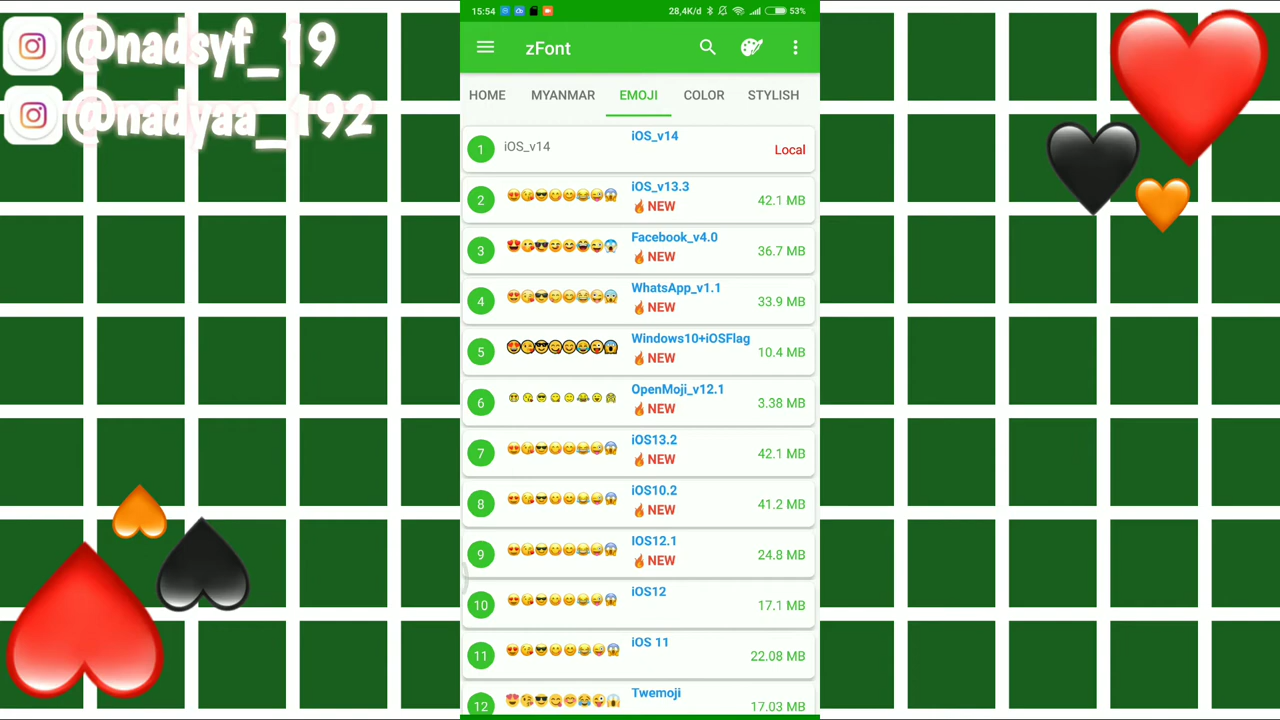 @nadsyf_19
@nadyaa_192
15:54 28,4K/d 53%
zFont
HOME MYANMAR EMOJI COLOR STYLISH
1 iOS_v14 iOS_v14 Local
2 iOS_v13.3 42.1 MB
NEW
3 Facebook_v4.0 36.7 MB
NEW
4 WhatsApp_v1.1 33.9 MB
NEW
5 Windows10+iOSFlag 10.4 MB
NEW
6 OpenMoji_v12.1 3.38 MB
NEW
7 iOS13.2 42.1 MB
NEW
8 iOS10.2 41.2 MB
NEW
9 IOS12.1 24.8 MB
NEW
10 iOS12 17.1 MB
11 iOS 11 22.08 MB
12 Twemoji 17.03 MB